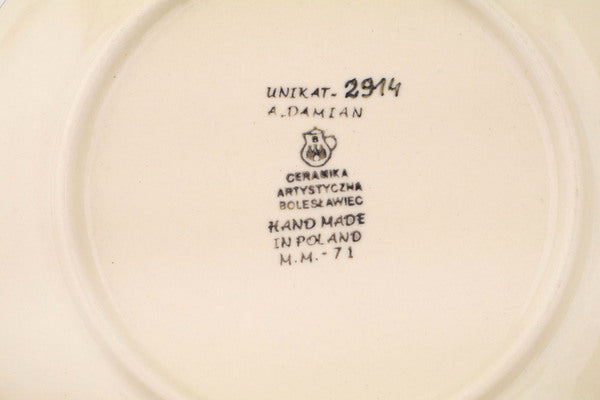 UNIKAT- 2914
A.DAMIAN
B
CERAMIKA
ARTYSTYCZNA
BOLESŁAWIEC
HAND MADE
IN POLAND
M.M.-71